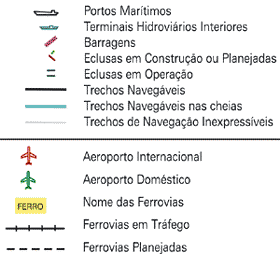 Portos Marítimos
Terminais Hidroviários Interiores
Barragens
Eclusas em Construção ou Planejadas
Eclusas em Operação
Trechos Navegáveis
Trechos Navegáveis nas cheias
Trechos de Navegação Inexpressíveis
Aeroporto Internacional
Aeroporto Doméstico
FERRO Nome das Ferrovias
Ferrovias em Tráfego
Ferrovias Planejadas